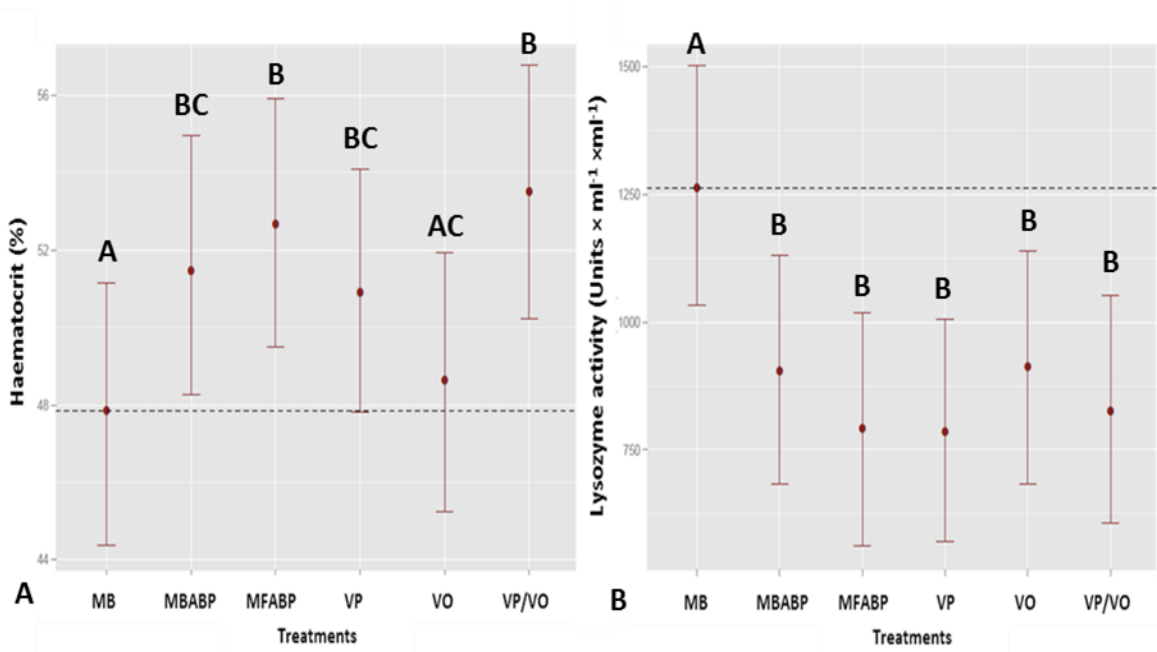 Haematocrit (%)
56
52
48
44
A
BC
B
BC
AC
B
A
MB MBABP MFABP VP VO VP/VO
Treatments
Lysozyme activity (Units × ml⁻¹ ×ml⁻¹)
1500
1250
1000
750
A
B
B
B
B
B
B
MB MBABP MFABP VP VO VP/VO
Treatments